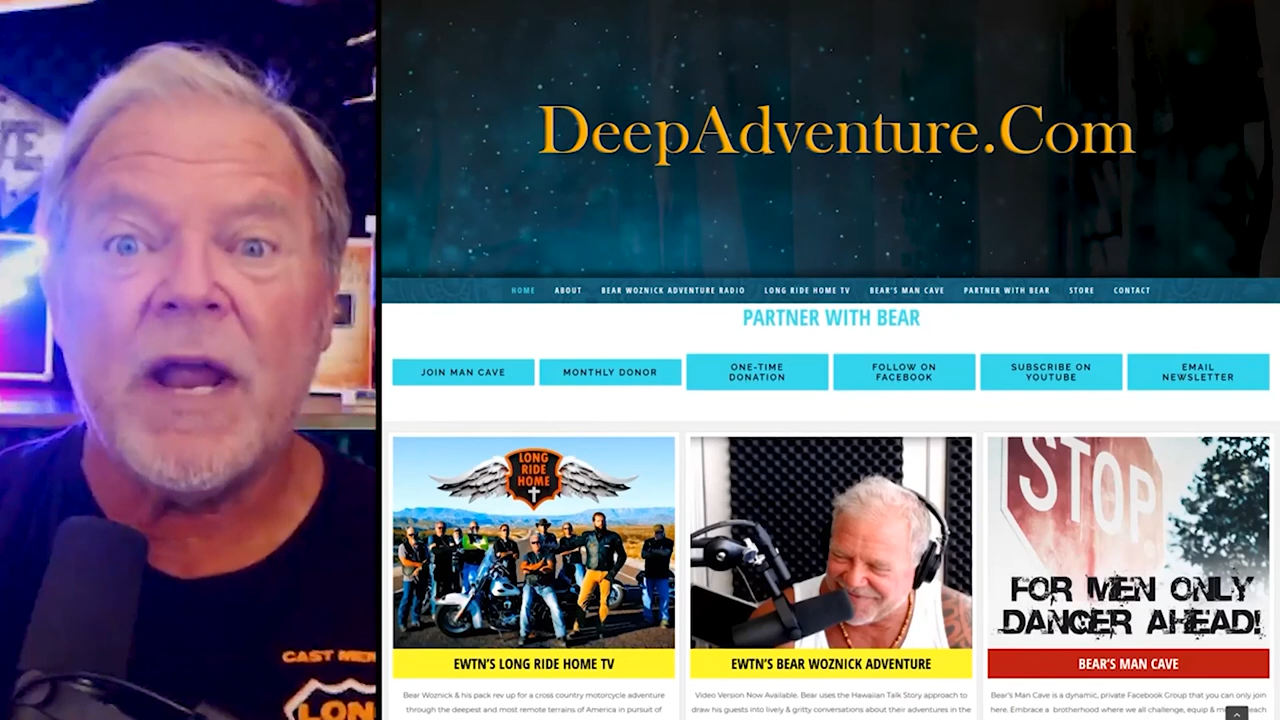 DeepAdventure.Com
HOME ABOUT BEAR WOZNICK ADVENTURE RADIO LONG RIDE HOME TV BEAR'S MAN CAVE PARTNER WITH BEAR STORE CONTACT
PARTNER WITH BEAR
JOIN MAN CAVE
MONTHLY DONOR
ONE-TIME
DONATION
FOLLOW ON
FACEBOOK
SUBSCRIBE ON
YOUTUBE
EMAIL
NEWSLETTER
LONG
RIDE
HOME
EWTN'S LONG RIDE HOME TV
Bear Woznick & his pack rev up for a cross country motorcycle adventure
through the deepest and most remote terrains of America in pursuit of
EWTN'S BEAR WOZNICK ADVENTURE
Video Version Now Available. Bear uses the Hawaiian Talk Story approach to
draw his guests into lively & gritty conversations about their adventures in the
STOP
FOR MEN ONLY
DANGER AHEAD!
BEAR'S MAN CAVE
Bear's Man Cave is a dynamic, private Facebook Group that you can only join
here. Embrace a brotherhood where we all challenge, equip & each
CAST
LON